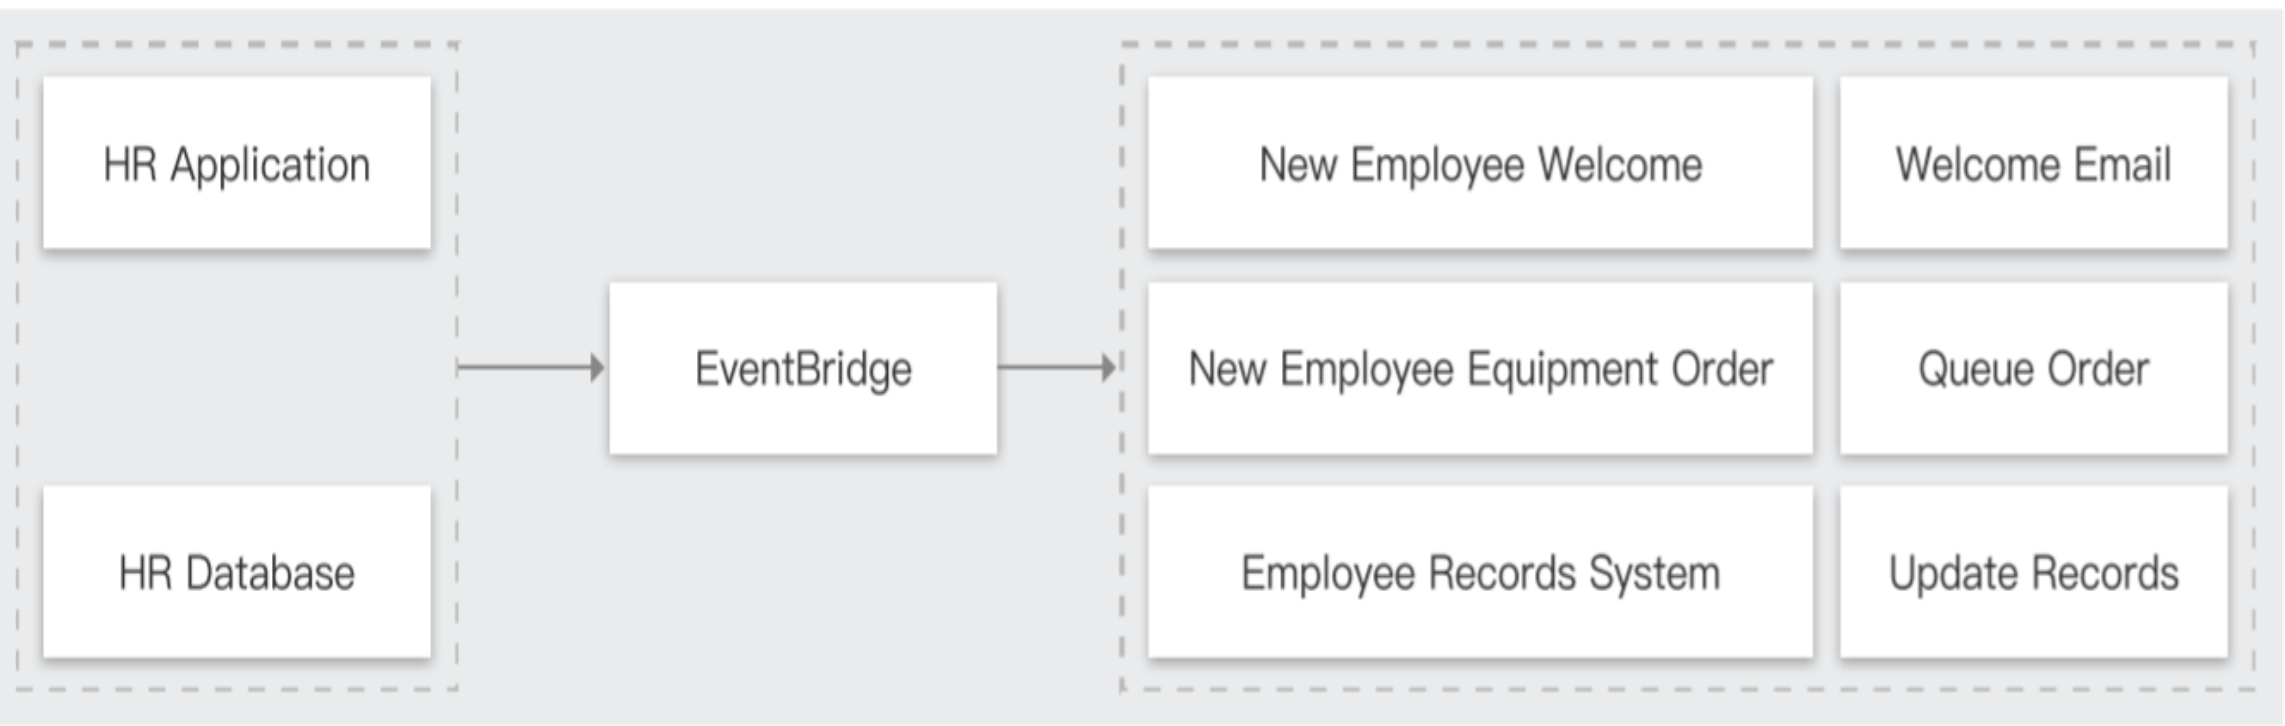 HR Application
HR Database
EventBridge
New Employee Welcome
Welcome Email
New Employee Equipment Order
Queue Order
Employee Records System
Update Records